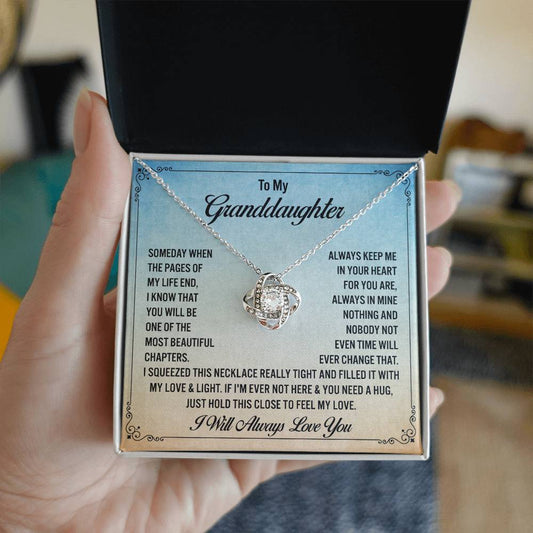 To My
Granddaughter
SOMEDAY WHEN
THE PAGES OF
MY LIFE END,
I KNOW THAT
YOU WILL BE
ONE OF THE
MOST BEAUTIFUL
CHAPTERS.
ALWAYS KEEP ME
IN YOUR HEART
FOR YOU ARE,
ALWAYS IN MINE
NOTHING AND
NOBODY NOT
EVEN TIME WILL
EVER CHANGE THAT.
I SQUEEZED THIS NECKLACE REALLY TIGHT AND FILLED IT WITH
MY LOVE & LIGHT. IF I'M EVER NOT HERE & YOU NEED A HUG,
JUST HOLD THIS CLOSE TO FEEL MY LOVE.
I Will Always Love You